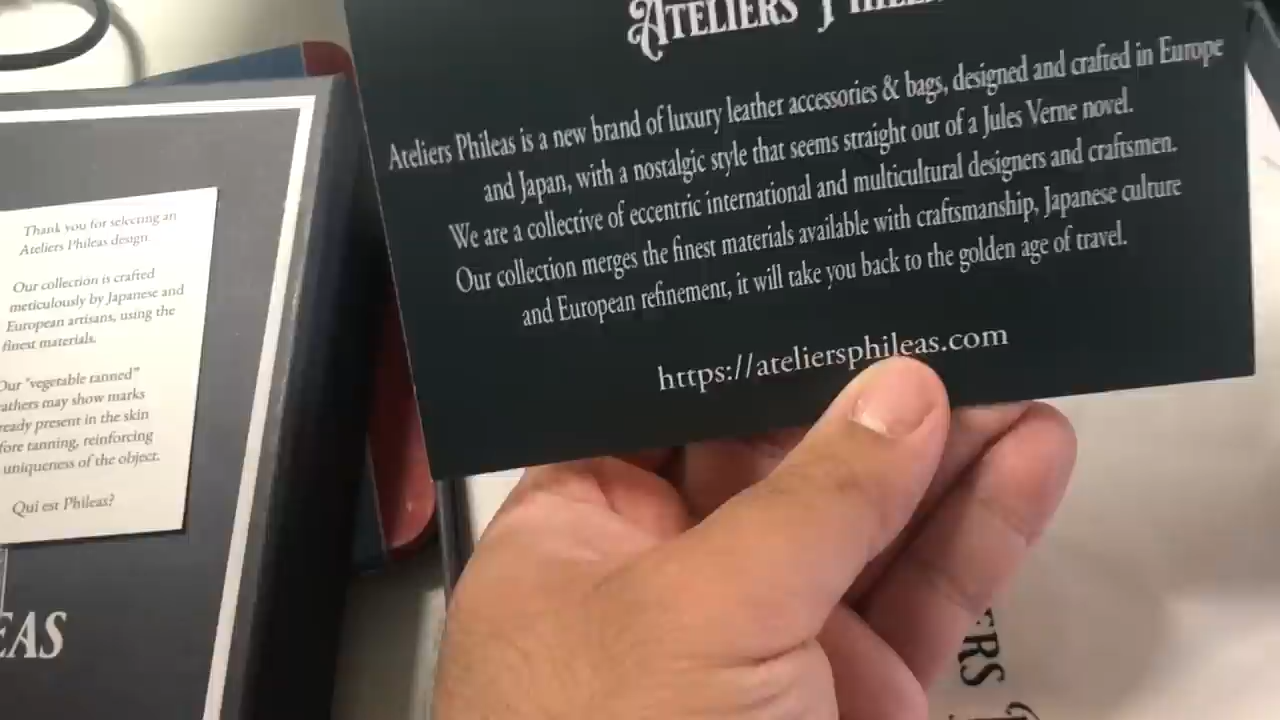 ATELIERS
Ateliers Phileas is a new brand of luxury leather accessories & bags, designed and crafted in Europe
and Japan, with a nostalgic style that seems straight out of a Jules Verne novel.
We are a collective of eccentric international and multicultural designers and craftsmen.
Our collection merges the finest materials available with craftsmanship, Japanese culture
and European refinement, it will take you back to the golden age of travel.
https://ateliersphileas.com
Thank you for selecting an
Ateliers Phileas design.
Our collection is crafted
meticulously by Japanese and
European artisans, using the
finest materials.
Our "vegetable tanned"
may show marks
present in the skin
tanning, reinforcing
uniqueness of the object.
Qui est Phileas?
EAS
ERS